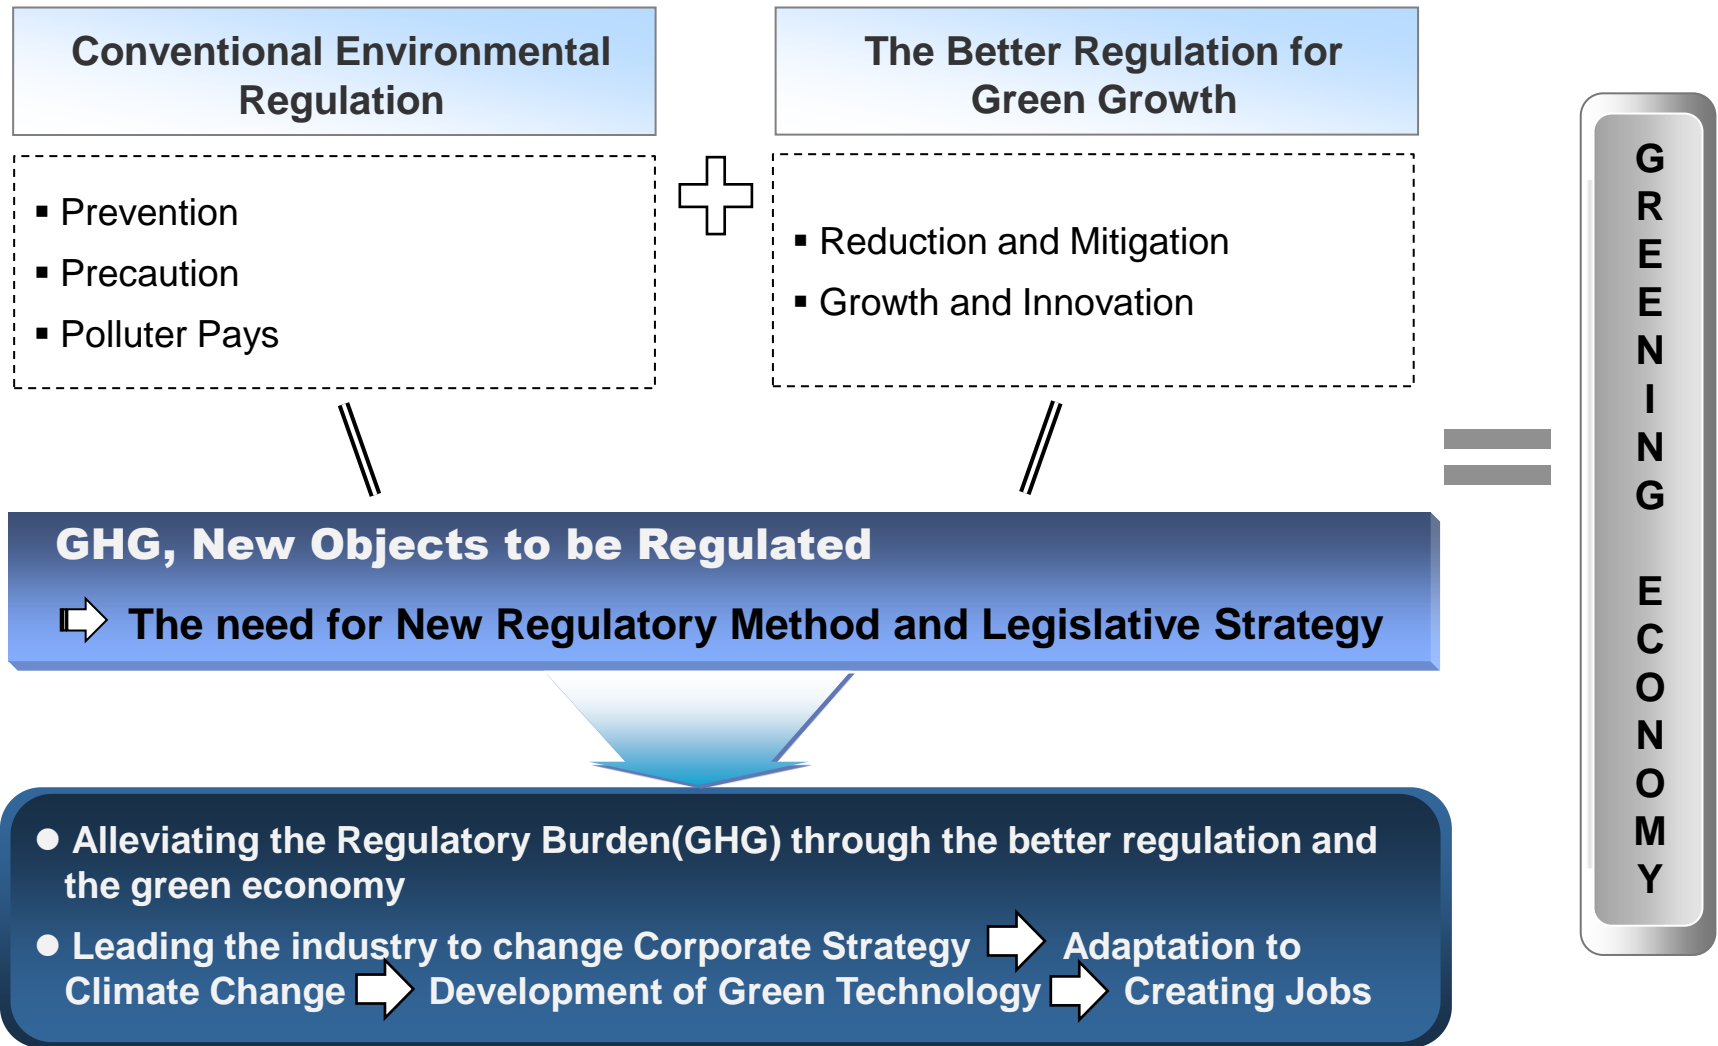 Conventional Environmental
Regulation
▪ Prevention
▪ Precaution
▪ Polluter Pays
The Better Regulation for
Green Growth
▪ Reduction and Mitigation
▪ Growth and Innovation
GHG, New Objects to be Regulated
The need for New Regulatory Method and Legislative Strategy
● Alleviating the Regulatory Burden(GHG) through the better regulation and
the green economy
● Leading the industry to change Corporate Strategy Adaptation to
Climate Change Development of Green Technology Creating Jobs
GREENING ECONOMY